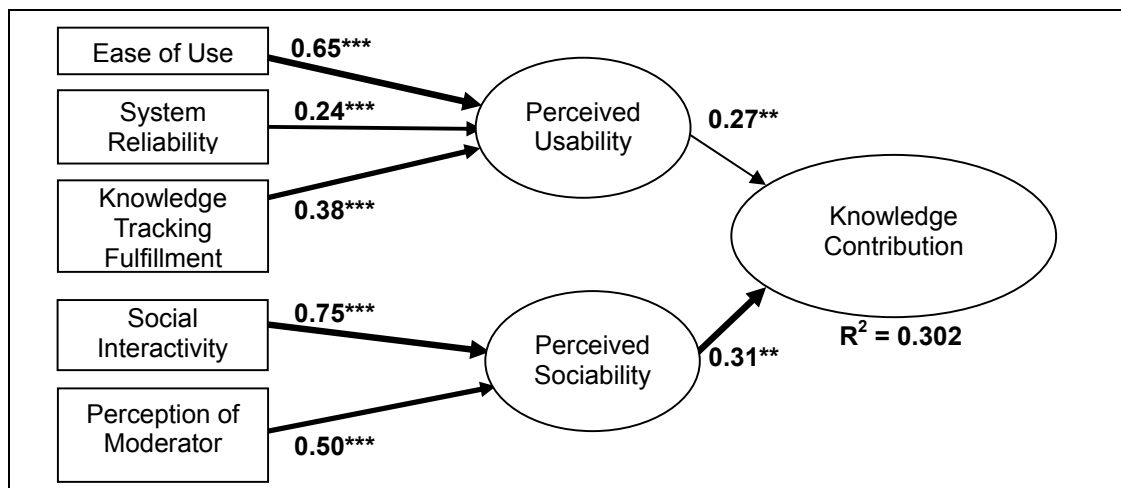 Ease of Use
0.65***
System
Reliability
0.24***
Knowledge
Tracking
Fulfillment
0.38***
Perceived
Usability
0.27**
Social
Interactivity
0.75***
Perception of
Moderator
0.50***
Perceived
Sociability
0.31**
Knowledge
Contribution
R² = 0.302